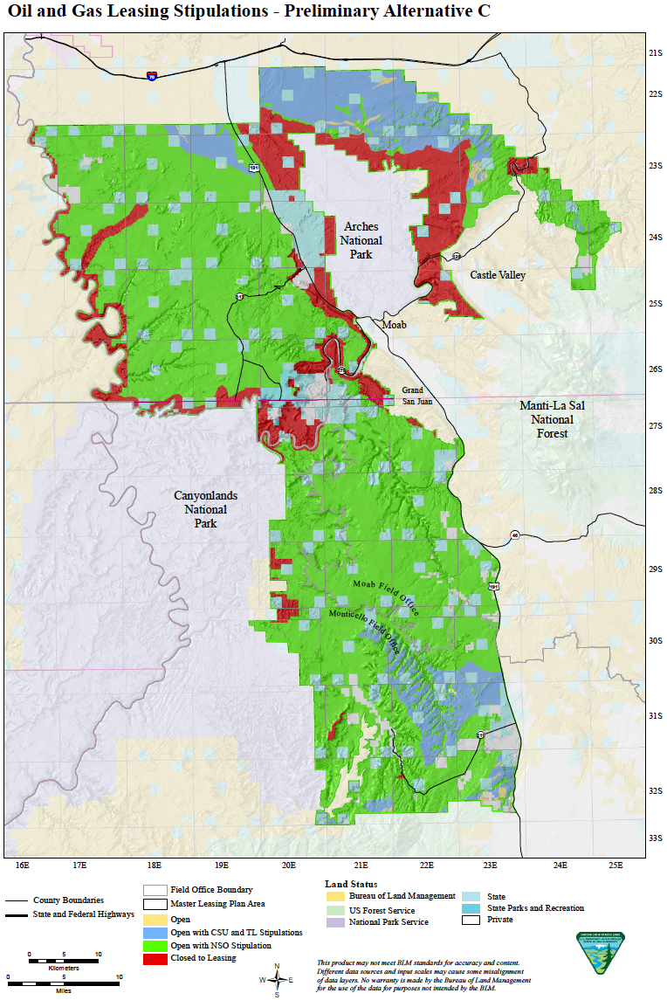 Oil and Gas Leasing Stipulations - Preliminary Alternative C
21S
70
22S
191
23S
Arches
National
Park
24S
128
Castle Valley
313
25S
Moab
279
26S
Grand
San Juan
Manti-La Sal
National
Forest
27S
Canyonlands
National
Park
28S
46
29S
191
Moab Field Office
Monticello Field Office
30S
31S
211
32S
33S
16E 17E 18E 19E 20E 21E 22E 23E 24E 25E
County Boundaries
State and Federal Highways
Field Office Boundary
Master Leasing Plan Area
Open
Open with CSU and TL Stipulations
Open with NSO Stipulation
Closed to Leasing
Land Status
Bureau of Land Management
US Forest Service
National Park Service
State
State Parks and Recreation
Private
0 5 10
Kilometers
0 5 10
Miles
N
W E
S
This product may not meet BLM standards for accuracy and content.
Different data sources and input scales may cause some misalignment
of data layers. No warranty is made by the Bureau of Land Management
for the use of the data for purposes not intended by the BLM.